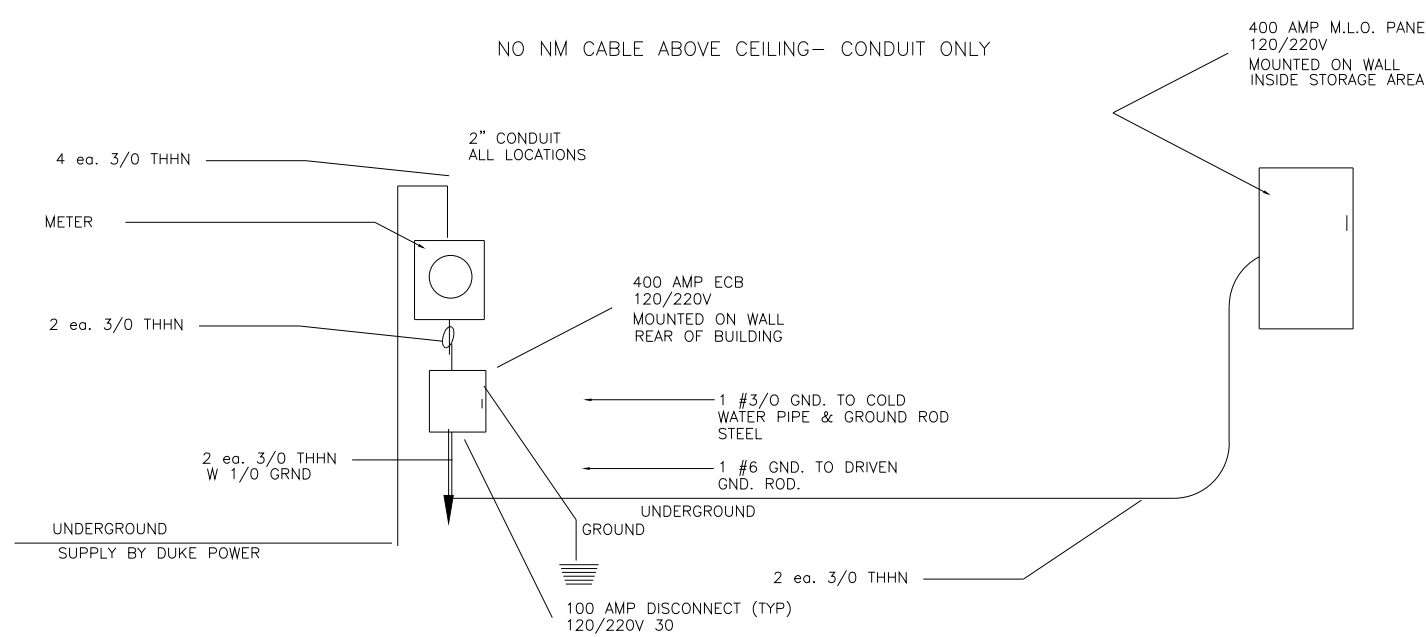 NO NM CABLE ABOVE CEILING- CONDUIT ONLY
400 AMP M.L.O. PANE
120/220V
MOUNTED ON WALL
INSIDE STORAGE AREA
2" CONDUIT
ALL LOCATIONS
4 ea. 3/0 THHN
METER
2 ea. 3/0 THHN
400 AMP ECB
120/220V
MOUNTED ON WALL
REAR OF BUILDING
1 #3/0 GND. TO COLD
WATER PIPE & GROUND ROD
STEEL
2 ea. 3/0 THHN
W 1/0 GRND
1 #6 GND. TO DRIVEN
GND. ROD.
UNDERGROUND
GROUND
UNDERGROUND
SUPPLY BY DUKE POWER
2 ea. 3/0 THHN
100 AMP DISCONNECT (TYP)
120/220V 30